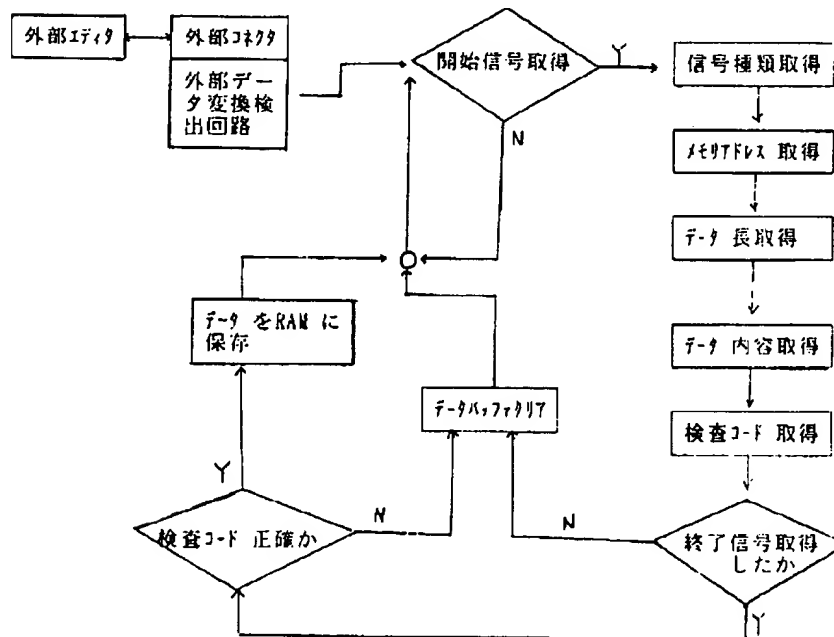 外部エディタ
外部コネクタ
外部デー
タ変換検
出回路
開始信号取得
Y
N
信号種類取得
メモリアドレス 取得
データ 長取得
データ 内容取得
検査コード 取得
終了信号取得
したか
N
Y
データバッファクリア
データ をRAM に
保存
Y
検査コード 正確か
N